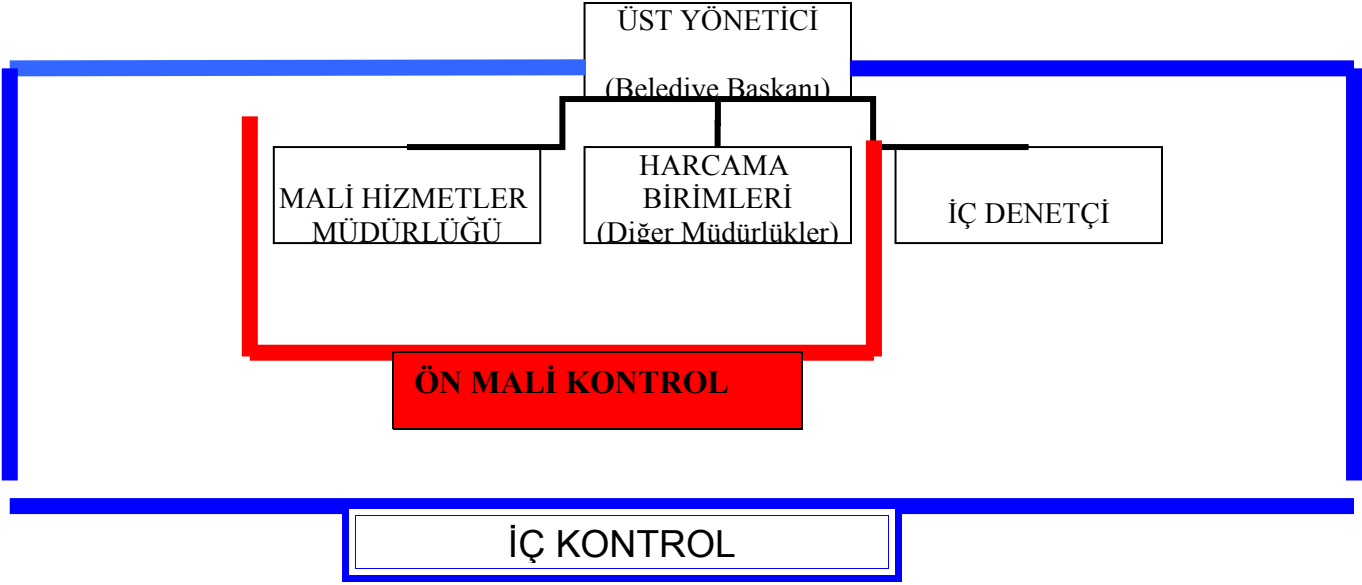 ÜST YÖNETİCİ
(Belediye Başkanı)
MALİ HİZMETLER
MÜDÜRLÜĞÜ
HARCAMA
BİRİMLERİ
(Diğer Müdürlükler)
İÇ DENETÇİ
ÖN MALİ KONTROL
İÇ KONTROL